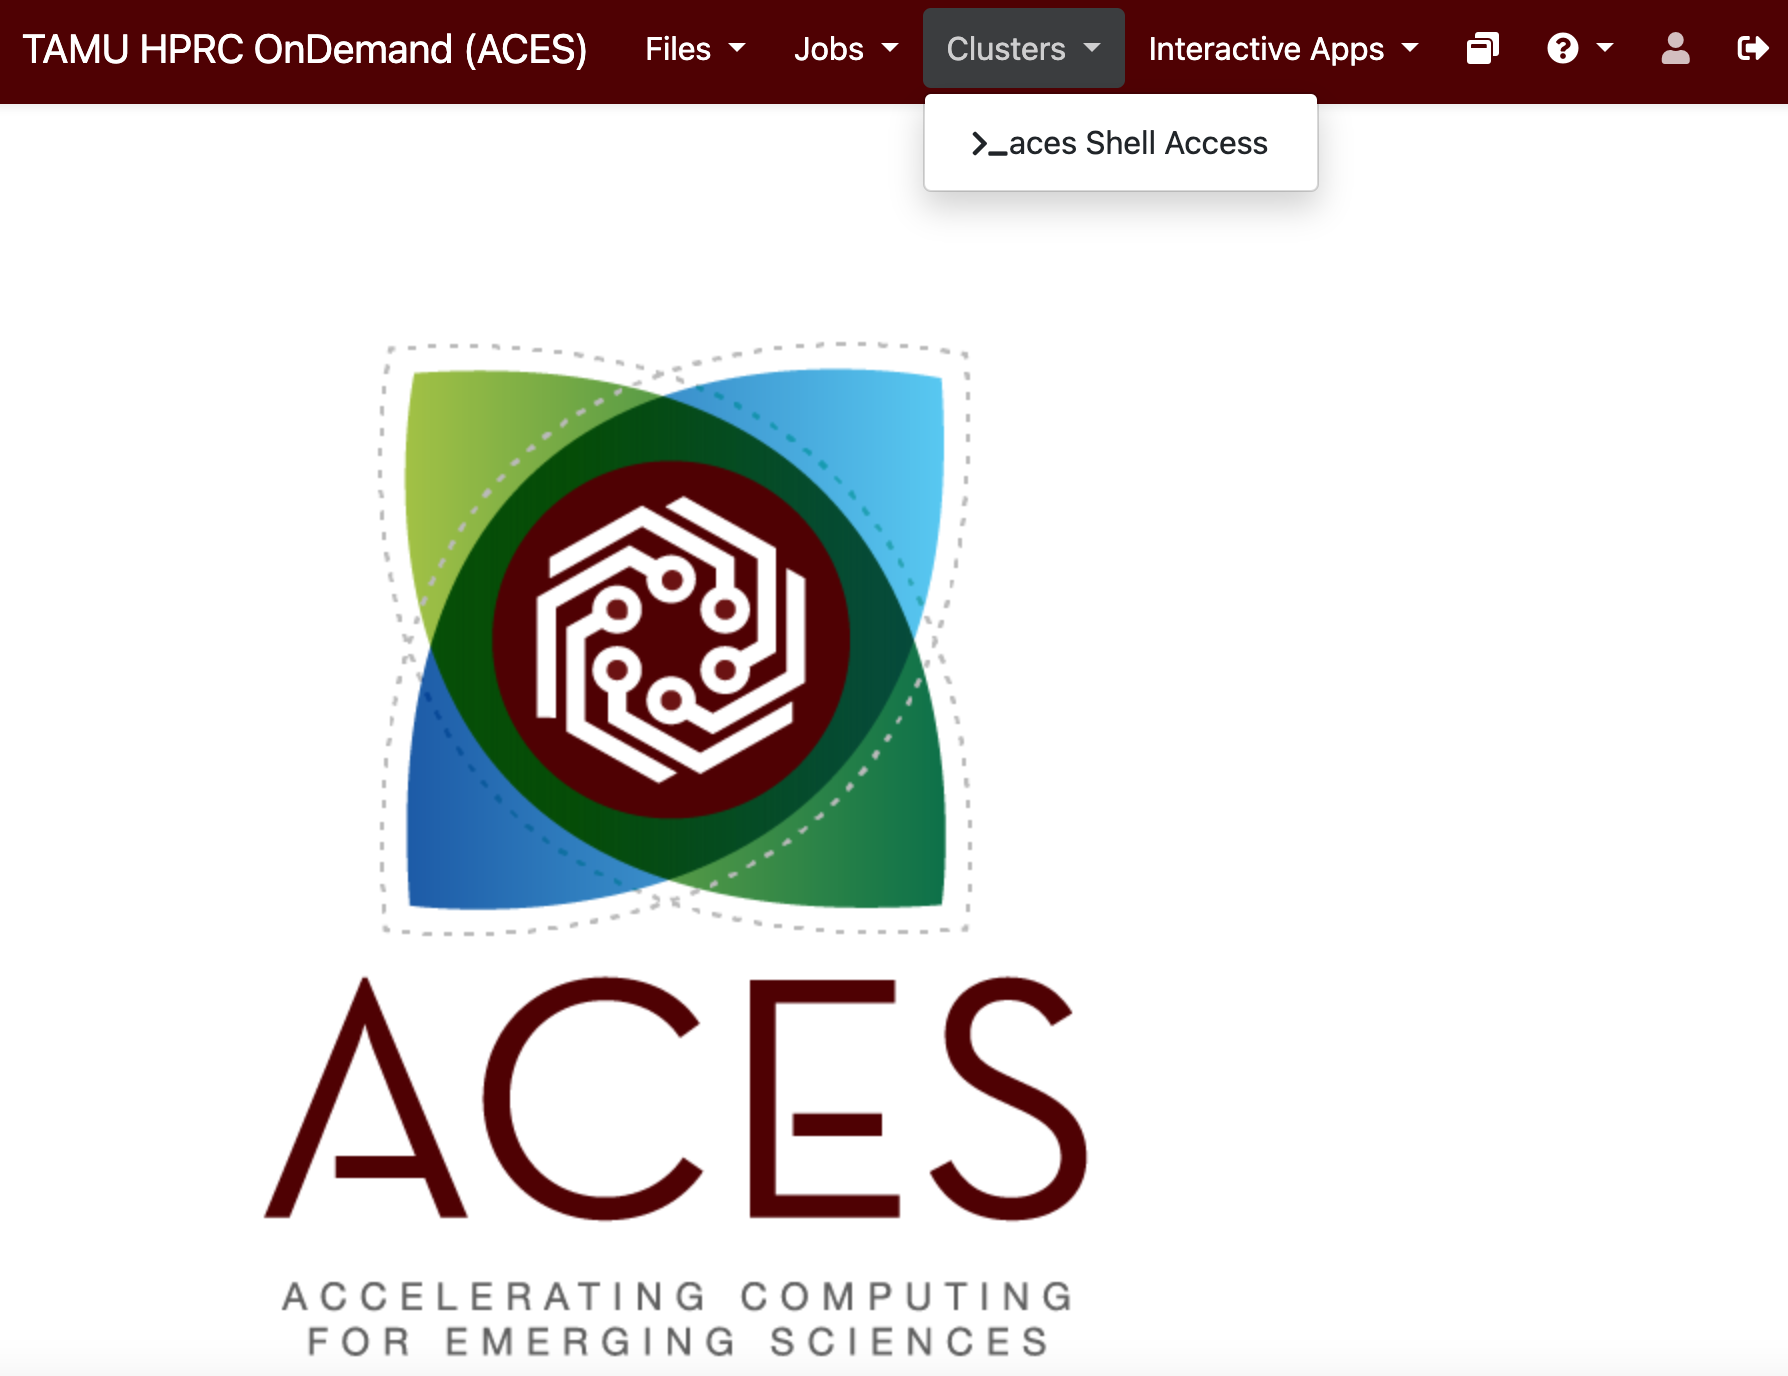 TAMU HPRC OnDemand (ACES) Files Jobs Clusters Interactive Apps
>_aces Shell Access
ACES
ACCELERATING COMPUTING
FOR EMERGING SCIENCES